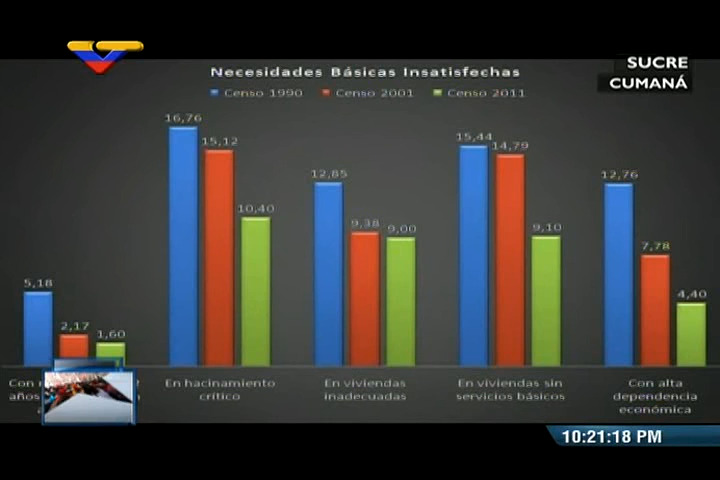 SUCRE
CUMANÁ
Necesidades Básicas Insatisfechas
Censo 1990 Censo 2001 Censo 2011
16,76
15,12
10,40
12,85
9,38
9,00
15,44
14,79
9,10
12,76
7,78
4,40
5,18
2,17
1,60
Con
años
En hacinamiento
crítico
En viviendas
inadecuadas
En viviendas sin
servicios básicos
Con alta
dependencia
económica
10:21:18 PM